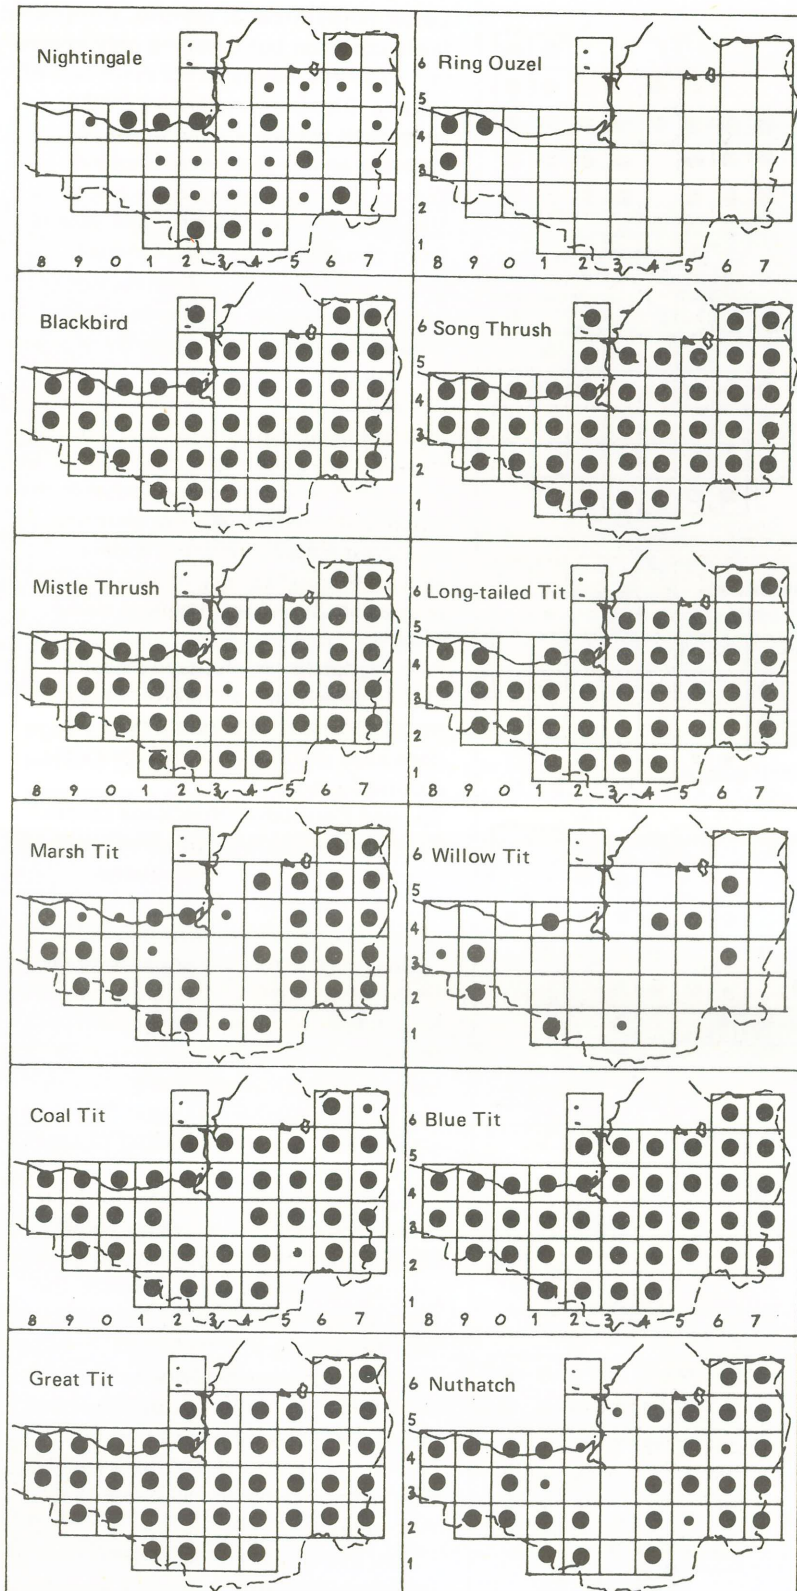 Nightingale
6 Ring Ouzel
5
4
3
2
1
8 9 0 1 2 3 4 5 6 7
8 9 0 1 2 3 4 5 6 7
Blackbird
6 Song Thrush
5
4
3
2
1
Mistle Thrush
6
Long-tailed Tit
5
4
3
2
1
8 9 0 1 2 3 4 5 6 7
8 9 0 1 2 3 4 5 6 7
Marsh Tit
6 Willow Tit
5
4
3
2
1
Coal Tit
6 Blue Tit
5
4
3
2
1
8 9 0 1 2 3 4 5 6 7
8 9 0 1 2 3 4 5 6 7
Great Tit
6 Nuthatch
5
4
3
2
1